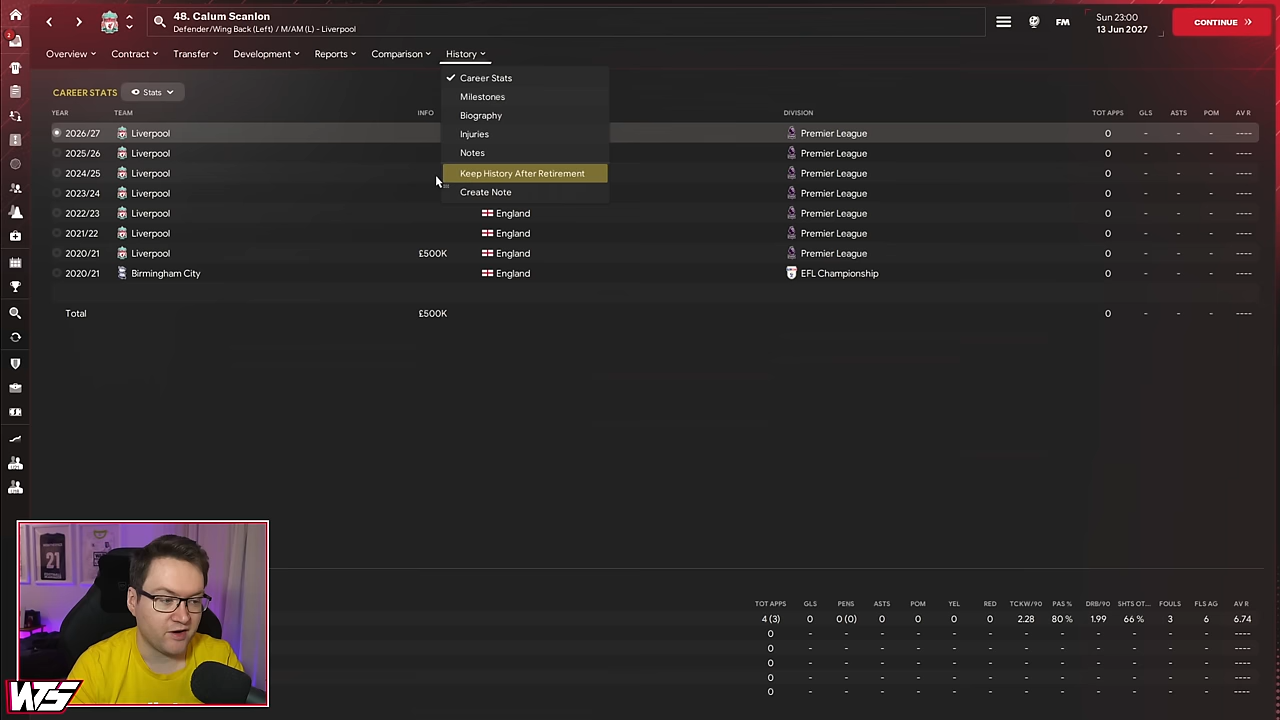 48. Calum Scanlon
Defender/Wing Back (Left) / M/AM (L) - Liverpool
FM
Sun 23:00
13 Jun 2027
CONTINUE
2
Overview Contract Transfer Development Reports Comparison History
Career Stats
Milestones
Biography
Injuries
Notes
Keep History After Retirement
Create Note
CAREER STATS Stats
YEAR TEAM INFO DIVISION TOT APPS GLS ASTS POM AV R
2026/27 Liverpool Premier League 0 - - - ----
2025/26 Liverpool Premier League 0 - - - ----
2024/25 Liverpool Premier League 0 - - - ----
2023/24 Liverpool Premier League 0 - - - ----
2022/23 Liverpool England Premier League 0 - - - ----
2021/22 Liverpool England Premier League 0 - - - ----
2020/21 Liverpool £500K England Premier League 0 - - - ----
2020/21 Birmingham City England EFL Championship 0 - - - ----
Total £500K 0 - - - ----
TOT APPS GLS PENS ASTS POM YEL RED TCKW/90 PAS % DRB/90 SHTS OT... FOULS FLS AG AV R
4 (3) 0 0 (0) 0 0 0 0 2.28 80 % 1.99 66 % 3 6 6.74
0 - - - - - - - - - - - - ----
0 - - - - - - - - - - - - ----
0 - - - - - - - - - - - - ----
0 - - - - - - - - - - - - ----
0 - - - - - - - - - - - - ----
21
WTS